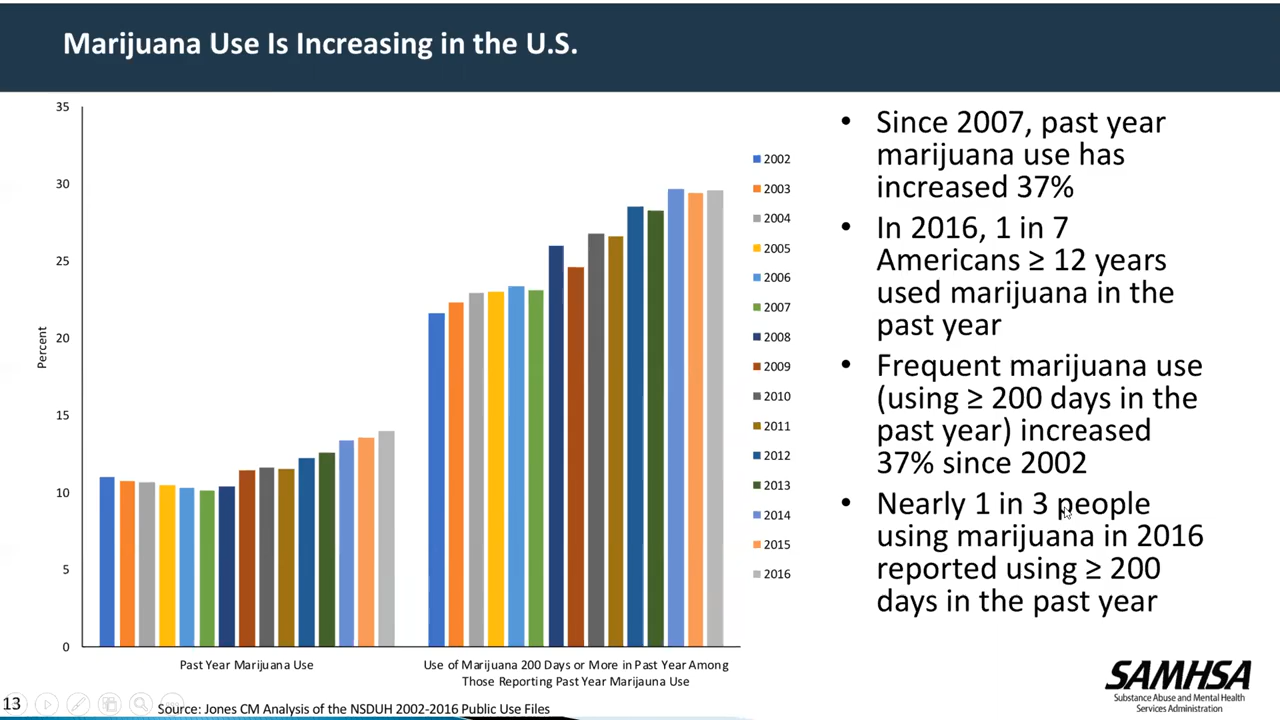 Marijuana Use Is Increasing in the U.S.
35
30
25
20
15
10
5
0
Percent
Past Year Marijuana Use
Use of Marijuana 200 Days or More in Past Year Among
Those Reporting Past Year Marijauna Use
2002
2003
2004
2005
2006
2007
2008
2009
2010
2011
2012
2013
2014
2015
2016
• Since 2007, past year
marijuana use has
increased 37%
• In 2016, 1 in 7
Americans ≥ 12 years
used marijuana in the
past year
• Frequent marijuana use
(using ≥ 200 days in the
past year) increased
37% since 2002
• Nearly 1 in 3 people
using marijuana in 2016
reported using ≥ 200
days in the past year
13
Source: Jones CM Analysis of the NSDUH 2002-2016 Public Use Files
SAMHSA
Substance Abuse and Mental Health
Services Administration